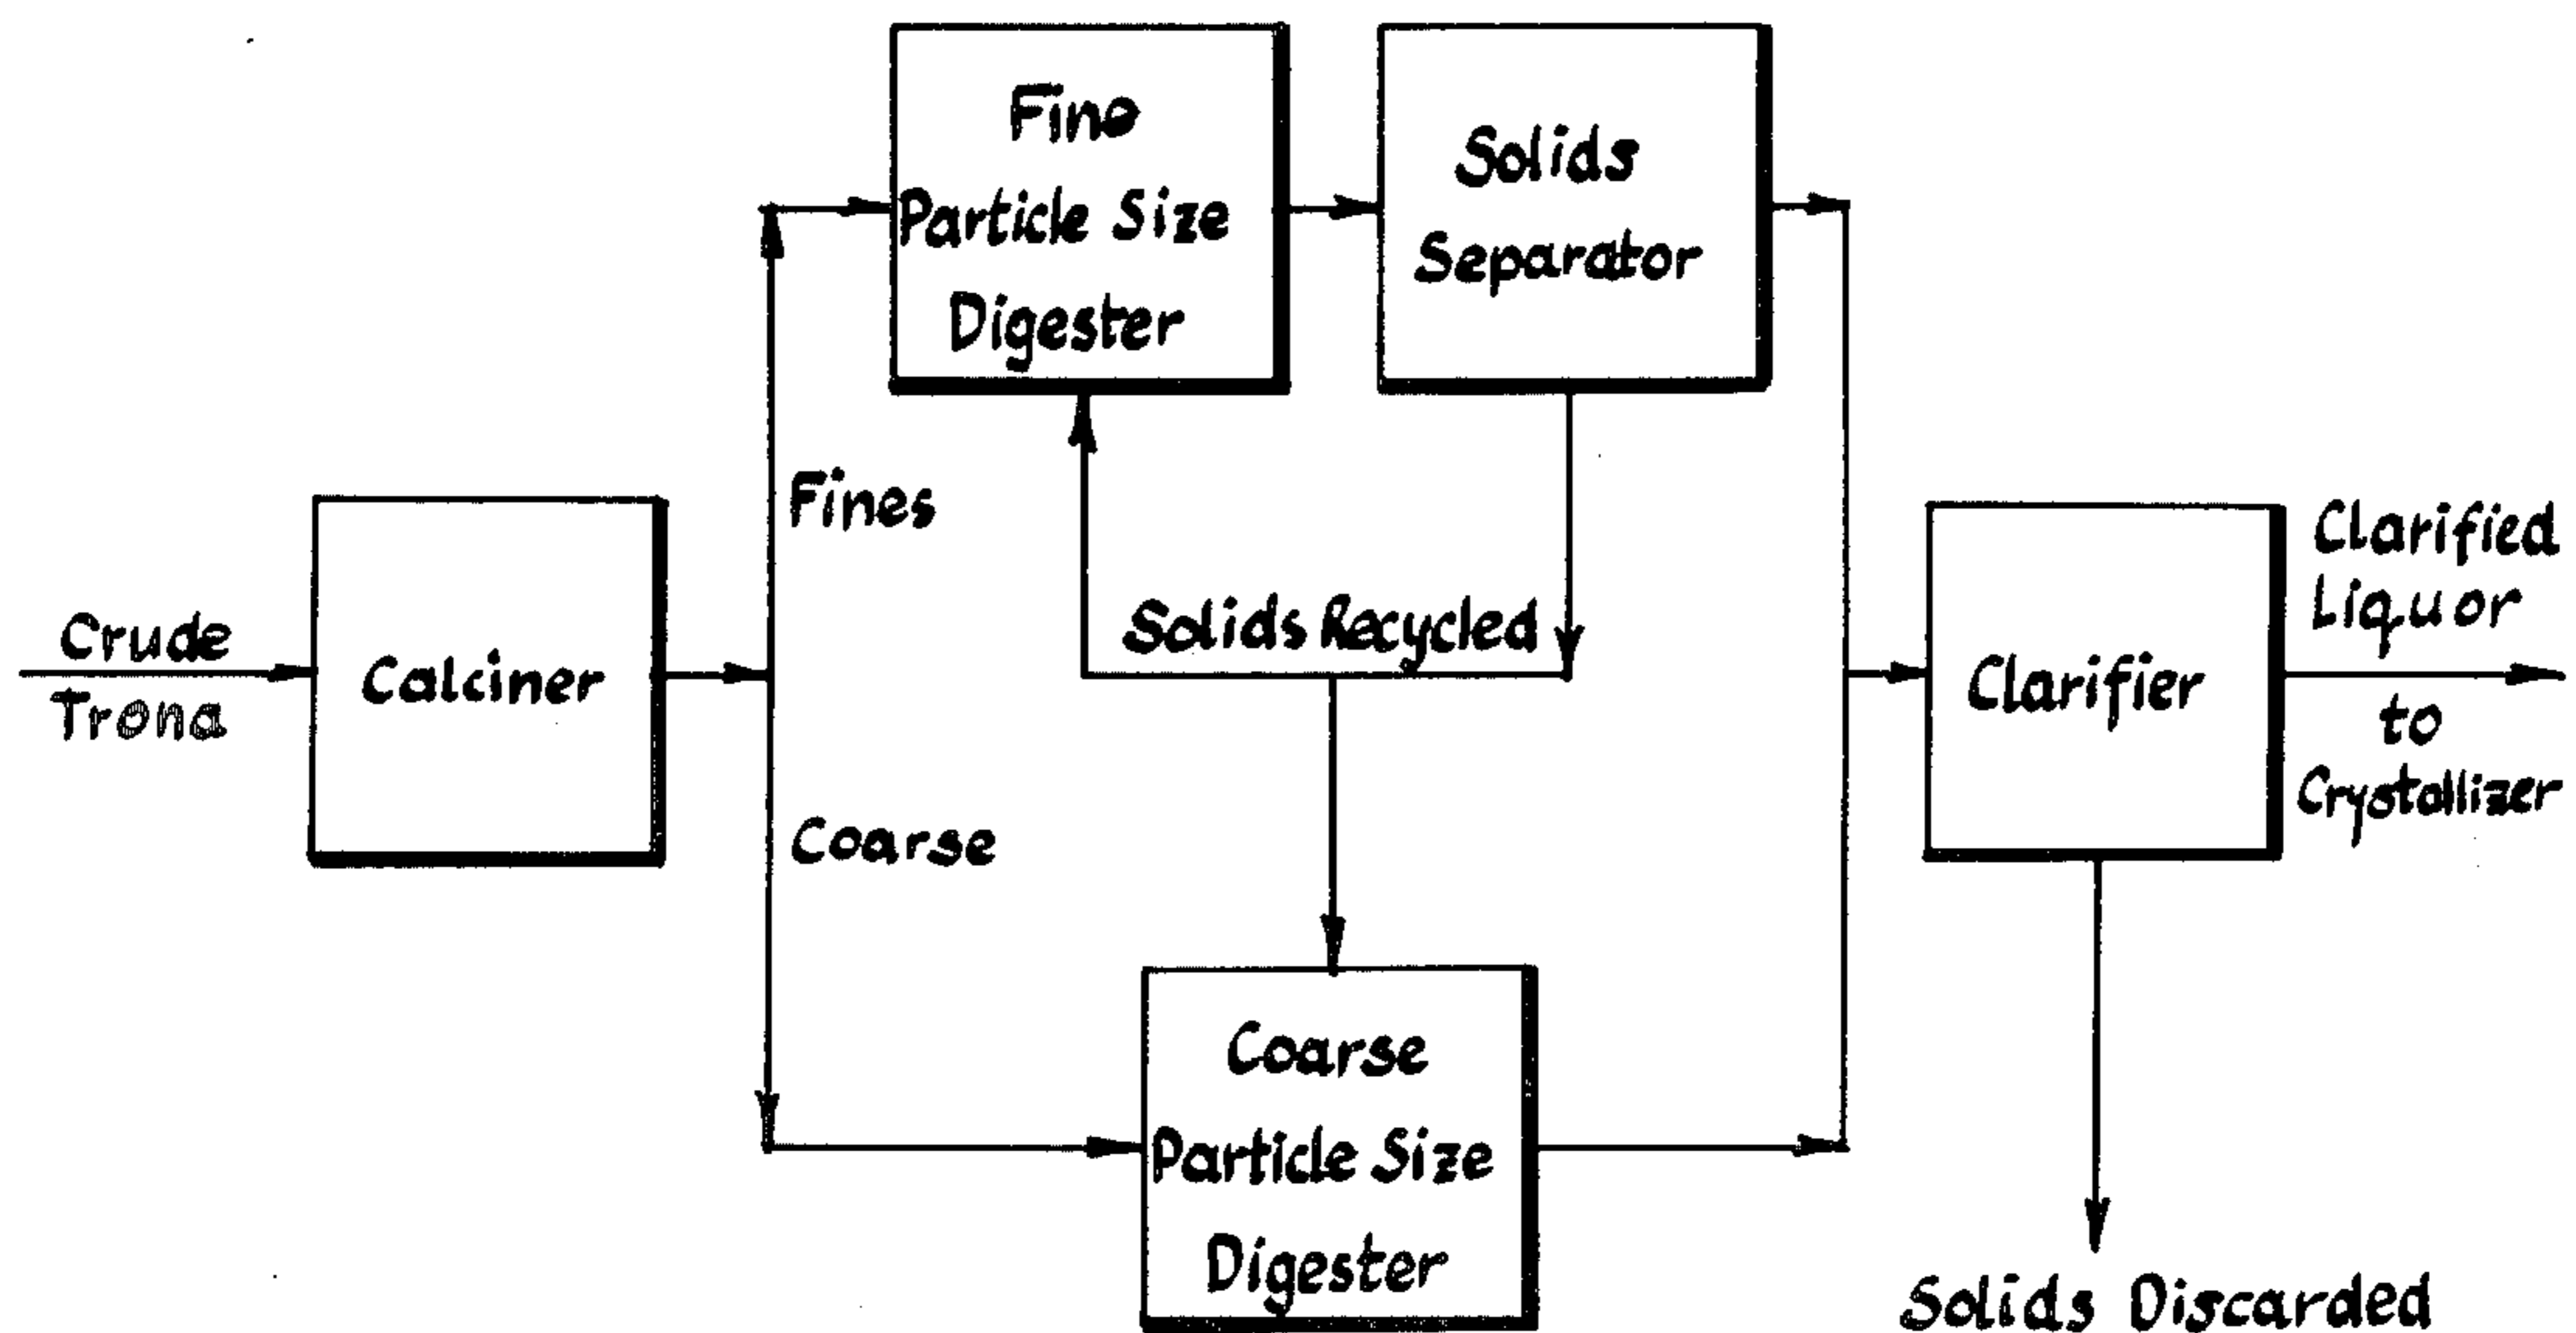 Crude
Trona
Calciner
Fines
Coarse
Fine
Particle Size
Digester
Solids
Separator
Solids Recycled
Coarse
Particle Size
Digester
Clarifier
Clarified
Liquor
to
Crystallizer
Solids Discarded